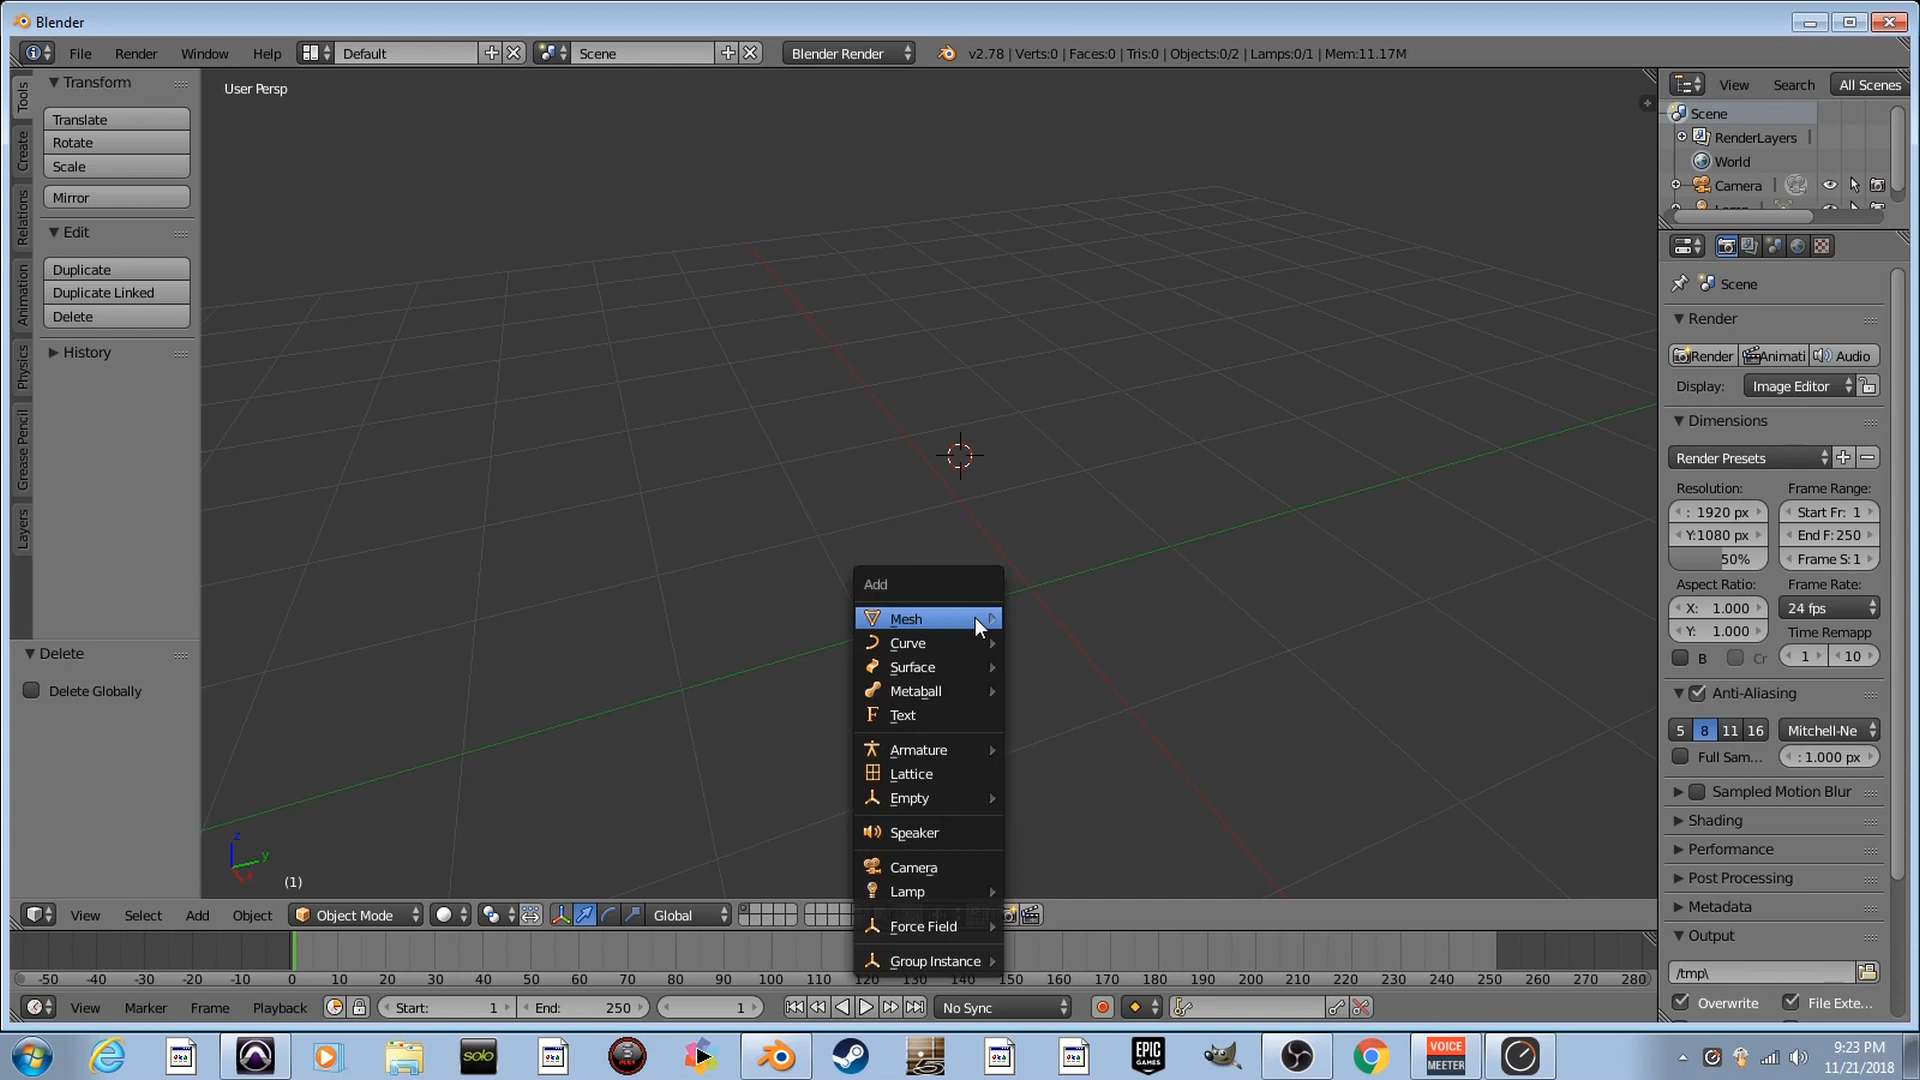 Blender
File Render Window Help Default Scene Blender Render v2.78 | Verts:0 | Faces:0 | Tris:0 | Objects:0/2 | Lamps:0/1 | Mem:11.17M
Tools
Create
Relations
Animation
Physics
Grease Pencil
Layers
Transform
Translate
Rotate
Scale
Mirror
Edit
Duplicate
Duplicate Linked
Delete
History
Delete
Delete Globally
User Persp
z
y
x
(1)
Add
Mesh
Curve
Surface
Metaball
Text
Armature
Lattice
Empty
Speaker
Camera
Lamp
Force Field
Group Instance
View Search All Scenes
Scene
RenderLayers
World
Camera
Scene
Render
Render Animati Audio
Display: Image Editor
Dimensions
Render Presets
Resolution: Frame Range:
: 1920 px Start Fr: 1
Y:1080 px End F:250
50% Frame S:1
Aspect Ratio: Frame Rate:
X: 1.000 24 fps
Y: 1.000 Time Remapp
B Cr 1 10
Anti-Aliasing
5 8 11 16 Mitchell-Ne
Full Sam... : 1.000 px
Sampled Motion Blur
Shading
Performance
Post Processing
Metadata
Output
/tmp\
Overwrite File Exte...
View Select Add Object Object Mode Global
-50 -40 -30 -20 -10 0 10 20 30 40 50 60 70 80 90 100 110 120 130 140 150 160 170 180 190 200 210 220 230 240 250 260 270 280
View Marker Frame Playback Start: 1 End: 250 1 No Sync
solo
EPIC
GAMES
VOICE
MEETER
9:23 PM
11/21/2018